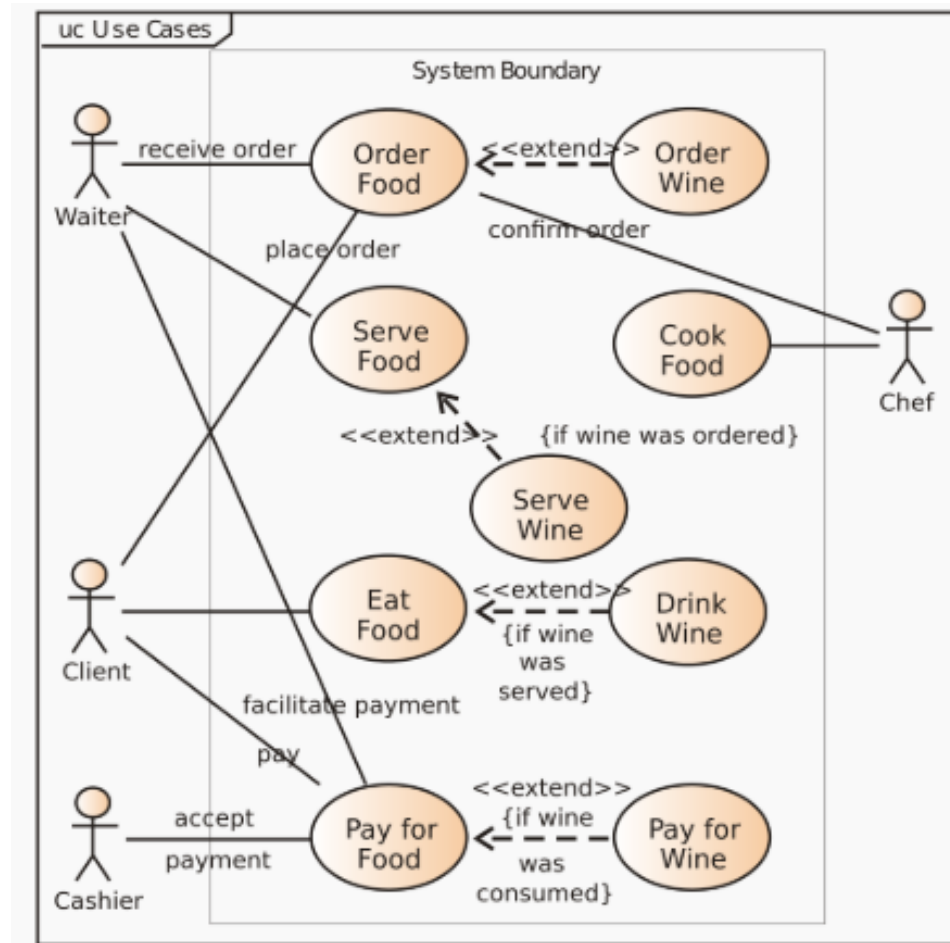 uc Use Cases
System Boundary
receive order
Order
Food
<<extend>>
Order
Wine
Waiter
place order
confirm order
Serve
Food
Cook
Food
Chef
<<extend>>
{if wine was ordered}
Serve
Wine
Eat
Food
<<extend>>
{if wine
was
served}
Drink
Wine
Client
facilitate payment
pay
accept
payment
Pay for
Food
<<extend>>
{if wine
was
consumed}
Pay for
Wine
Cashier